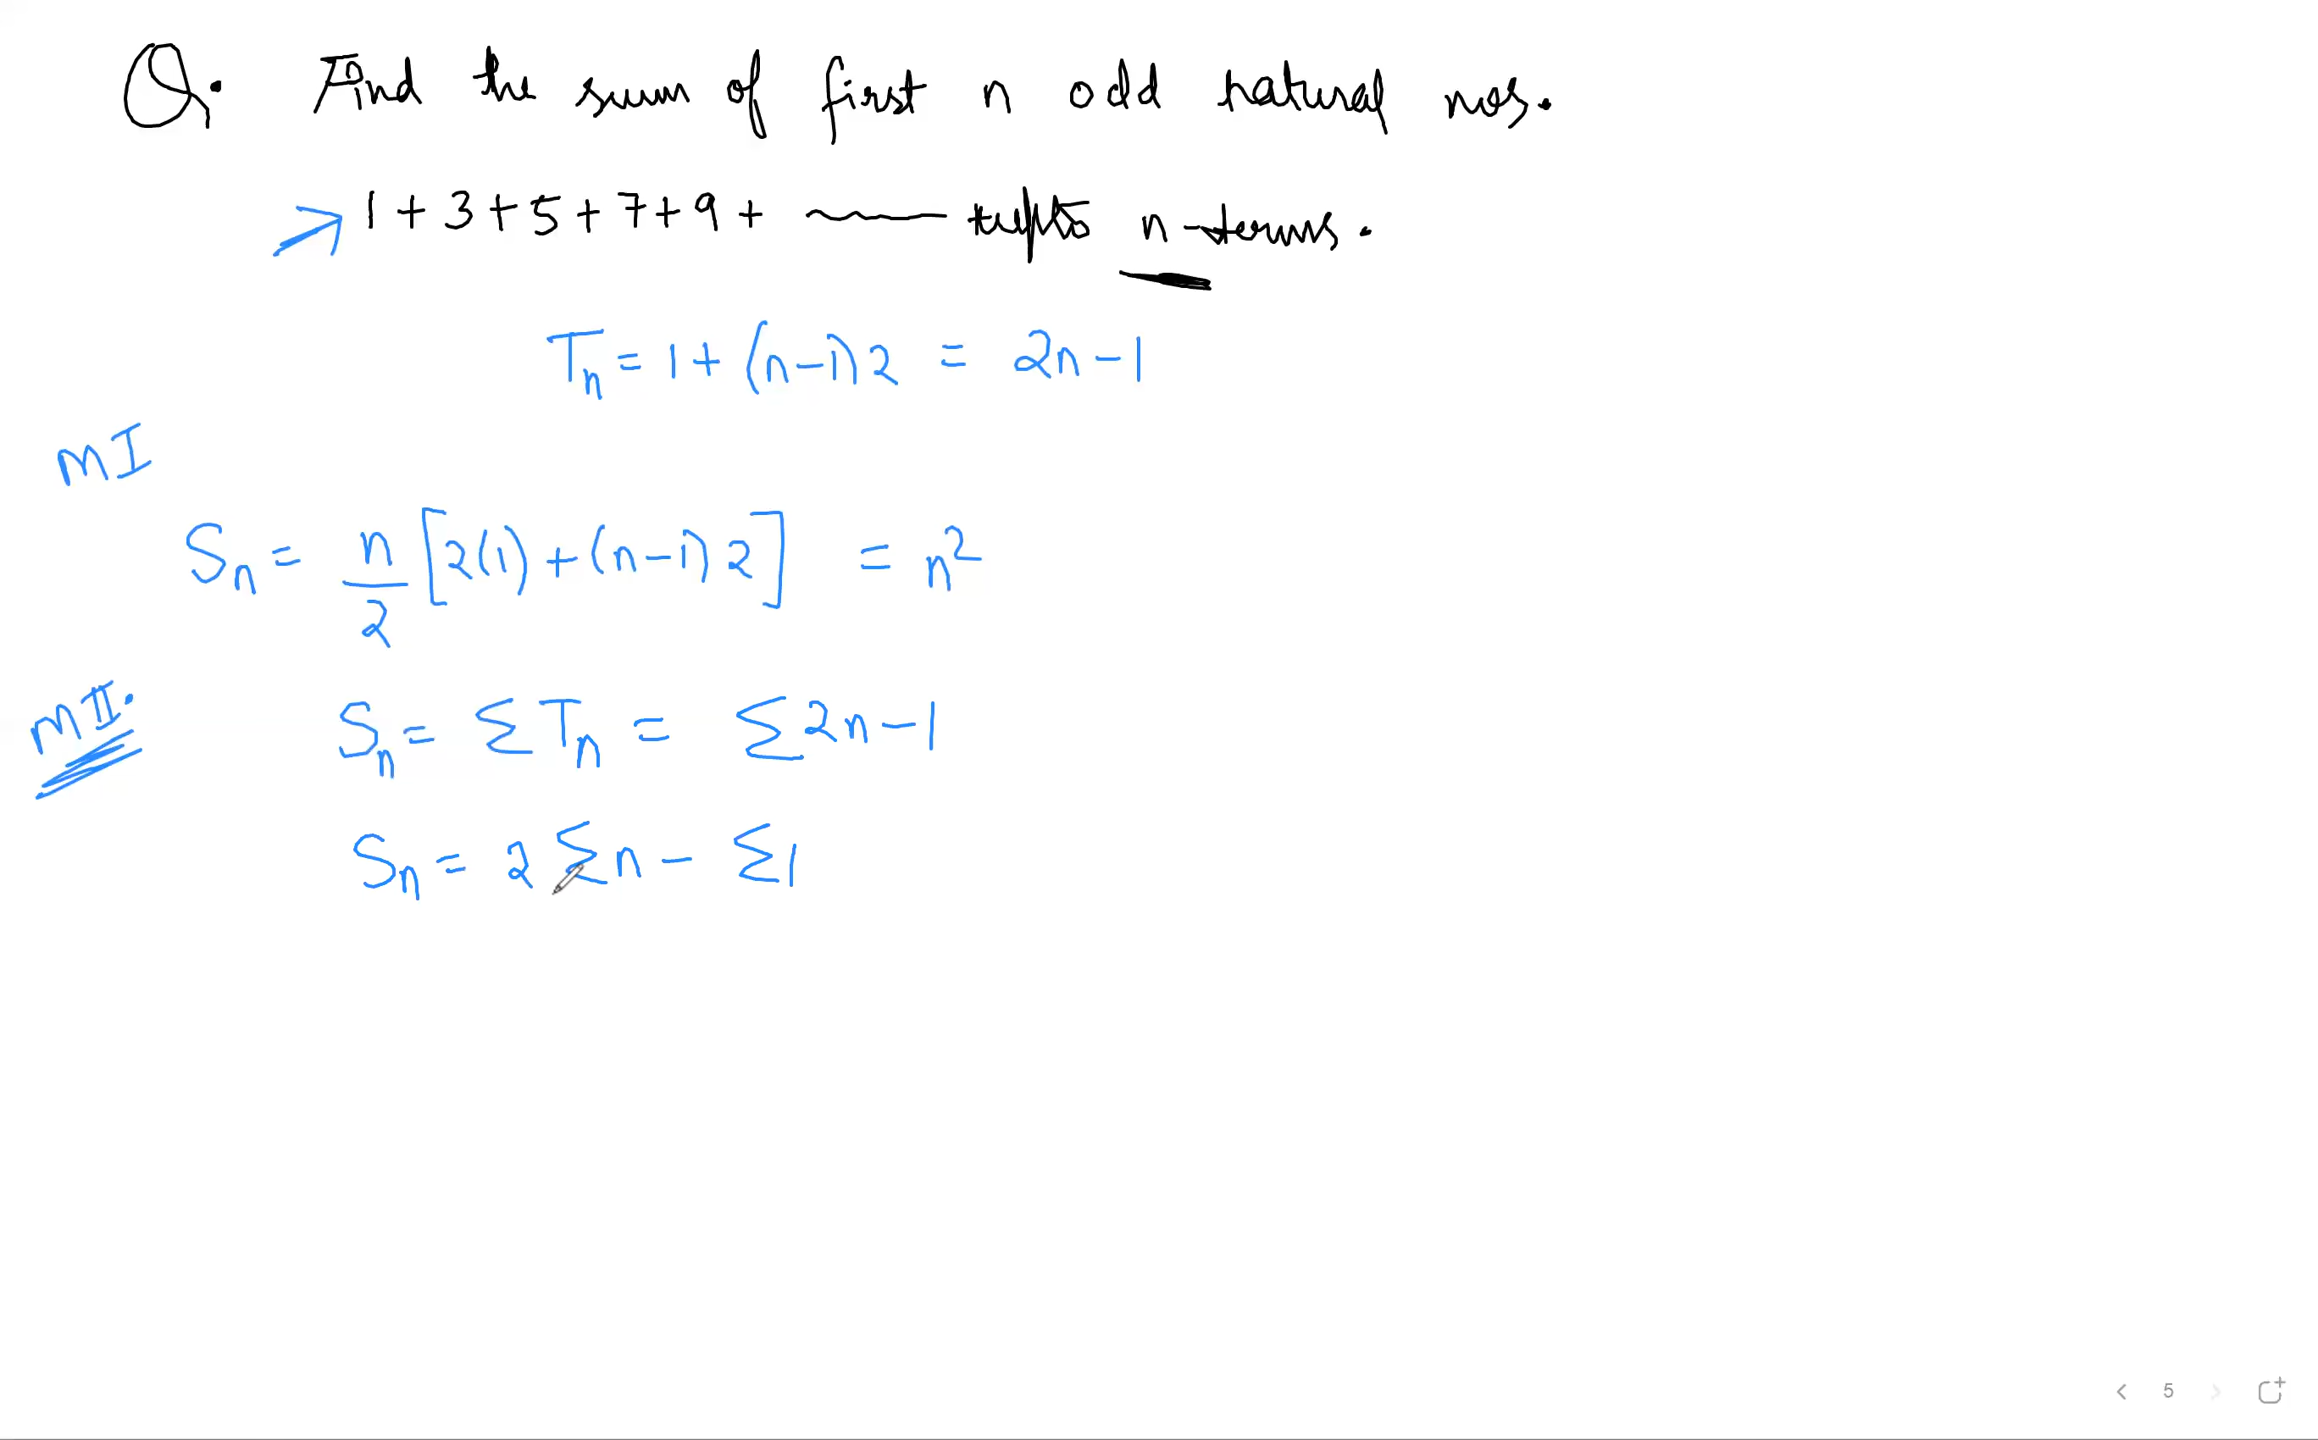 Q. Find the sum of first n odd natural nos.
1 + 3 + 5 + 7 + 9 + ——— n-terms.
Tn = 1 + (n-1)2 = 2n-1
MI
Sn = n/2 [2(1) + (n-1)2] = n²
MII.
Sn = ΣTn = Σ2n-1
Sn = 2Σn - Σ1
5